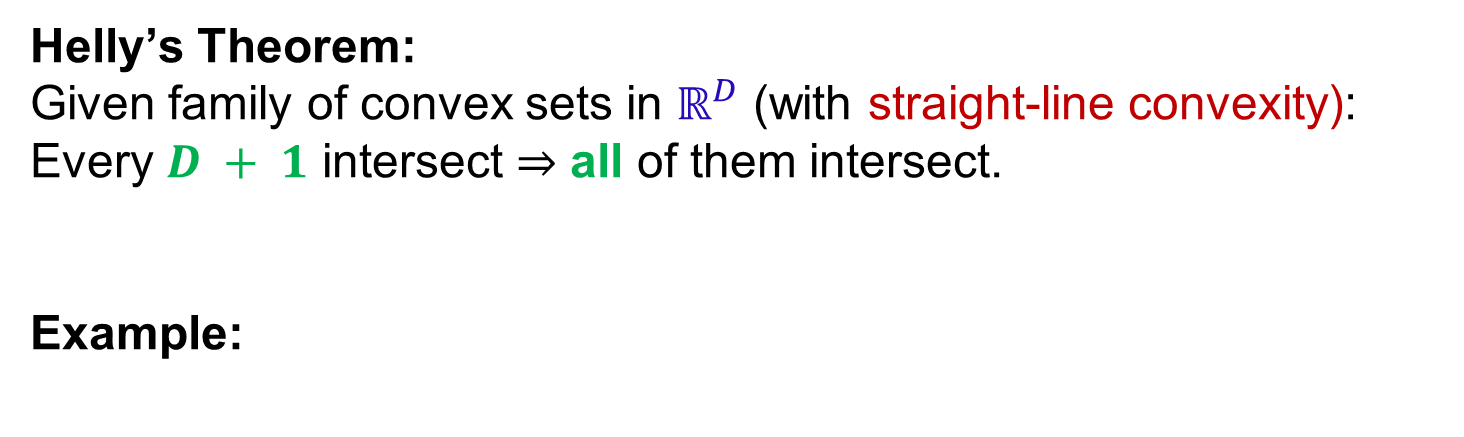 Helly’s Theorem:
Given family of convex sets in ℝᴰ (with straight-line convexity):
Every D + 1 intersect ⇒ all of them intersect.
Example: